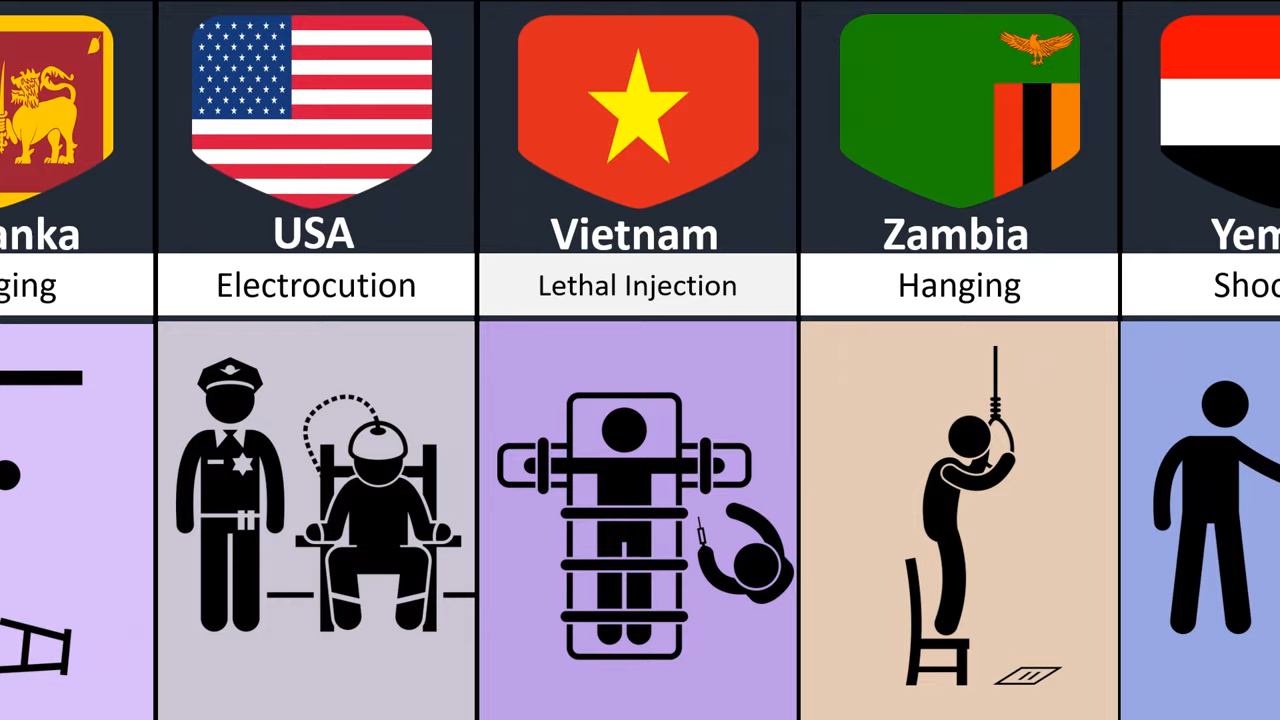 anka
USA
Vietnam
Zambia
Yem
ging
Electrocution
Lethal Injection
Hanging
Shoo